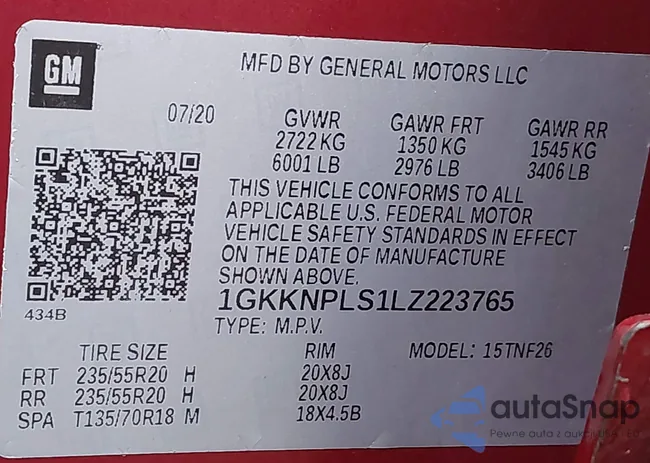 GM
MFD BY GENERAL MOTORS LLC
07/20 GVWR GAWR FRT GAWR RR
2722 KG 1350 KG 1545 KG
6001 LB 2976 LB 3406 LB
THIS VEHICLE CONFORMS TO ALL
APPLICABLE U.S. FEDERAL MOTOR
VEHICLE SAFETY STANDARDS IN EFFECT
ON THE DATE OF MANUFACTURE
SHOWN ABOVE.
1GKKNPLS1LZ223765
434B
TYPE: M.P.V.
TIRE SIZE RIM MODEL: 15TNF26
FRT 235/55R20 H 20X8J
RR 235/55R20 H 20X8J
SPA T135/70R18 M 18X4.5B
autaSnap
Pewne auta z aukcji